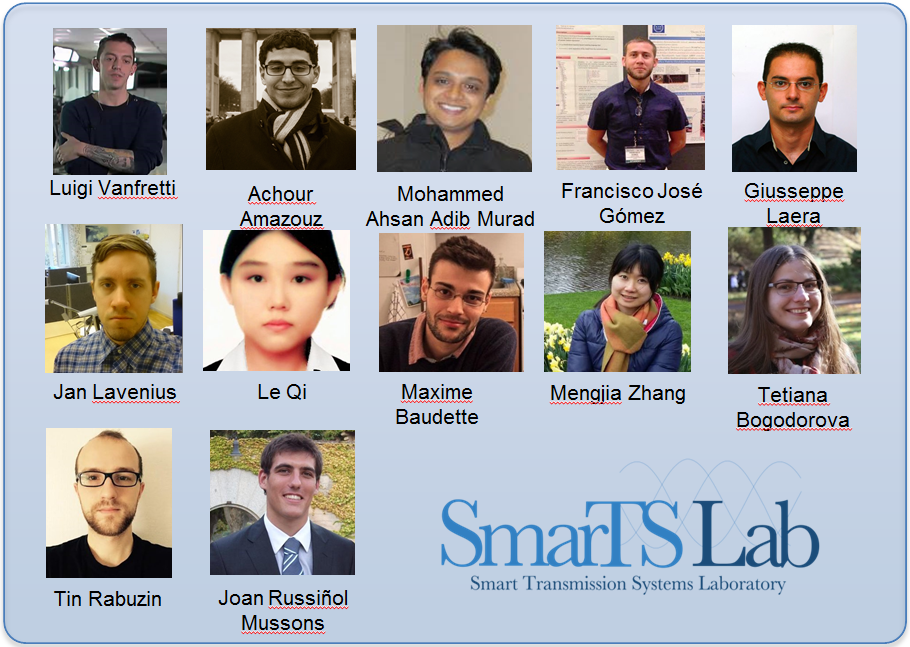 Luigi Vanfretti
Achour
Amazouz
Mohammed
Ahsan Adib Murad
Francisco José
Gómez
Giusseppe
Laera
Jan Lavenius
Le Qi
Maxime
Baudette
Mengjia Zhang
Tetiana
Bogodorova
Tin Rabuzin
Joan Russiñol
Mussons
SmarTS Lab
Smart Transmission Systems Laboratory